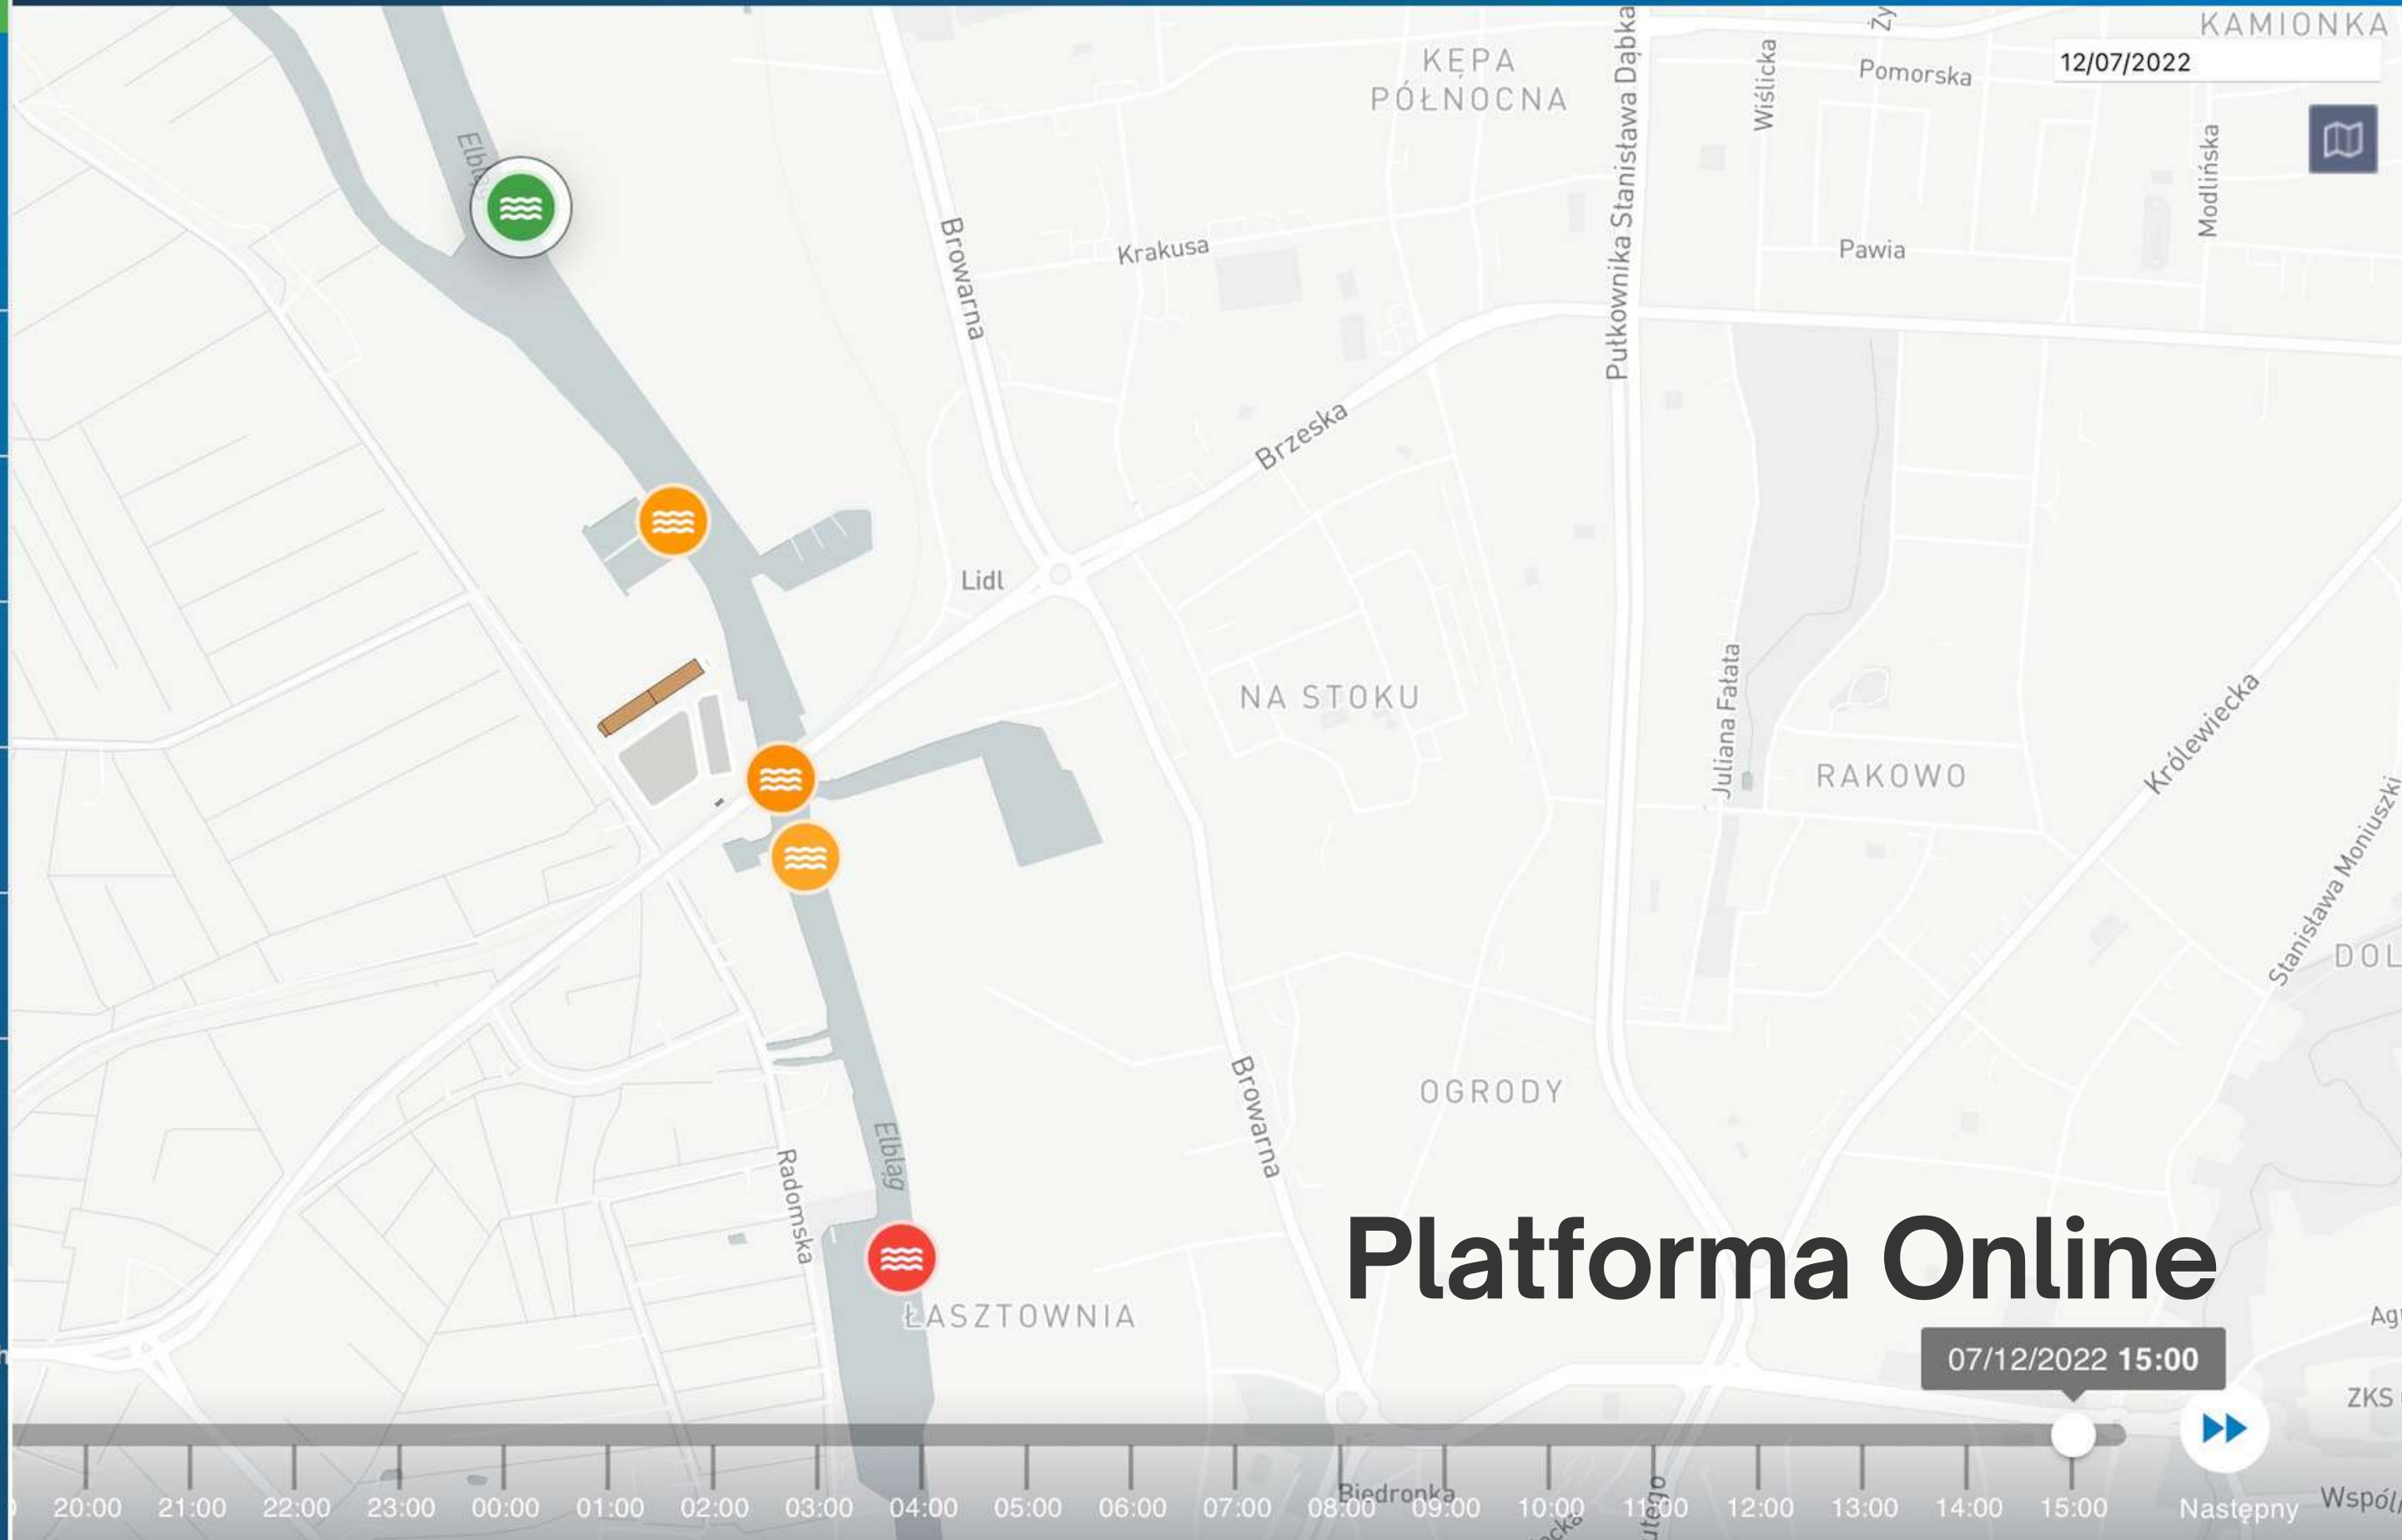 KAMIONKA
12/07/2022
KĘPA
PÓŁNOCNA
Pułkownika Stanisława Dąbka
Wiślicka
Pomorska
Modlińska
Elbląg
Browarna
Krakusa
Pawia
Brzeska
Lidl
NA STOKU
Juliana Fałata
RAKOWO
Królewiecka
Stanisława Moniuszki
DOL
OGRODY
Browarna
Radomska
Elbląg
ŁASZTOWNIA
Platforma Online
07/12/2022 15:00
ZKS
Biedronka
20:00 21:00 22:00 23:00 00:00 01:00 02:00 03:00 04:00 05:00 06:00 07:00 08:00 09:00 10:00 11:00 12:00 13:00 14:00 15:00 Następny